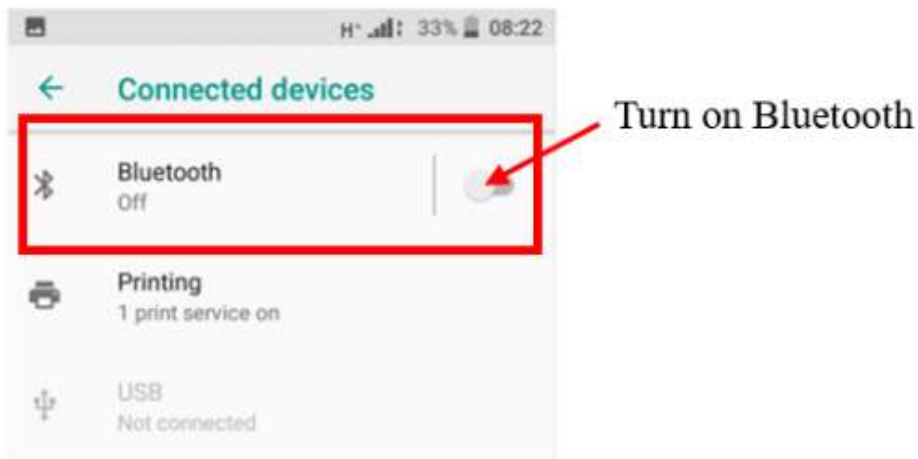 H+ 33% 08:22
Connected devices
Turn on Bluetooth
Bluetooth
Off
Printing
1 print service on
USB
Not connected